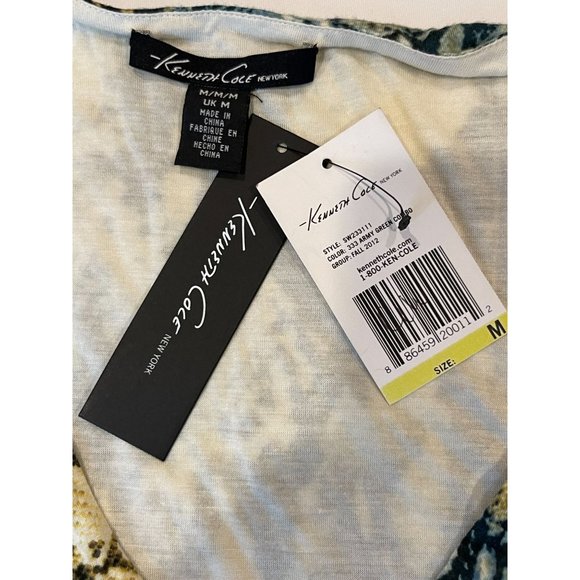 KENNETH COLE NEW YORK
M/M/M
UK M
MADE IN
CHINA
FABRIQUE EN
CHINE
HECHO EN
CHINA
KENNETH COLE NEW YORK
KENNETH COLE
NEW YORK
STYLE: SW233111
COLOR: 333 ARMY GREEN COMBO
GROUP: FALL 2012
kennethcole.com
1-800-KEN-COLE
8 86459 20011 2
SIZE: M